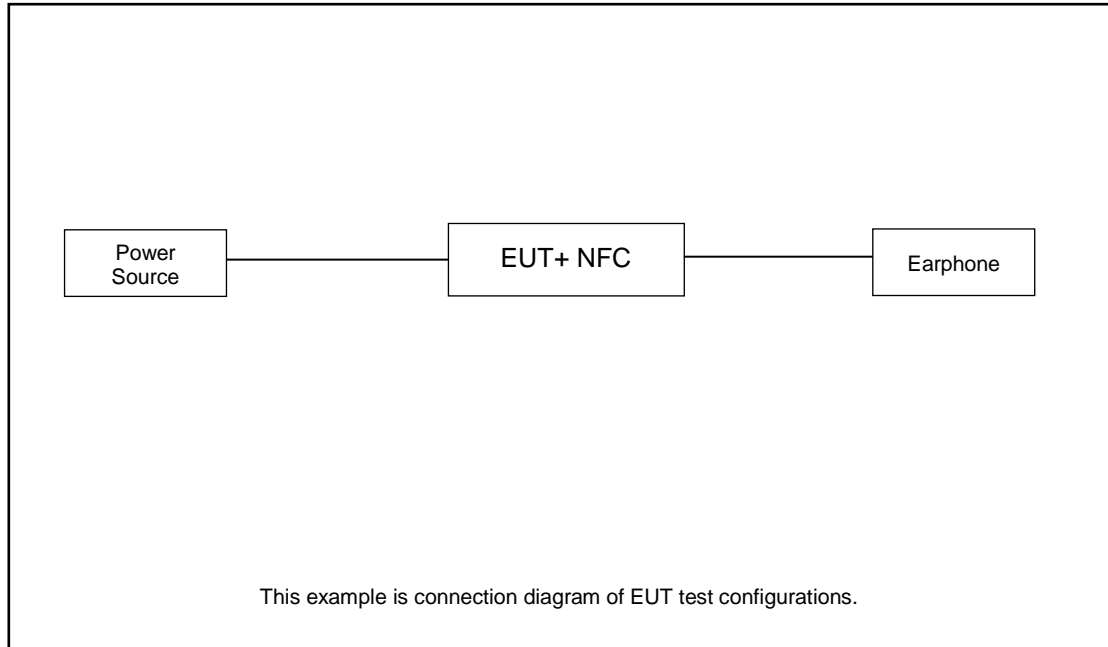 Power
Source
EUT+ NFC
Earphone
This example is connection diagram of EUT test configurations.